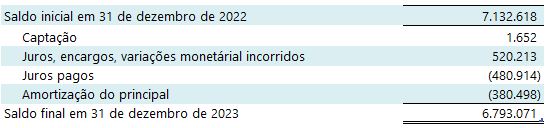 Saldo inicial em 31 de dezembro de 2022 7.132.618
Captação 1.652
Juros, encargos, variações monetárial incorridos 520.213
Juros pagos (480.914)
Amortização do principal (380.498)
Saldo final em 31 de dezembro de 2023 6.793.071